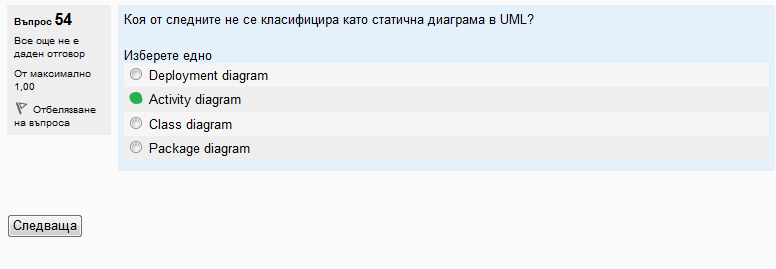 Въпрос 54
Все още не е
даден отговор
От максимално
1,00
Отбелязване
на въпроса
Коя от следните не се класифицира като статична диаграма в UML?
Изберете едно
Deployment diagram
Activity diagram
Class diagram
Package diagram
Следваща